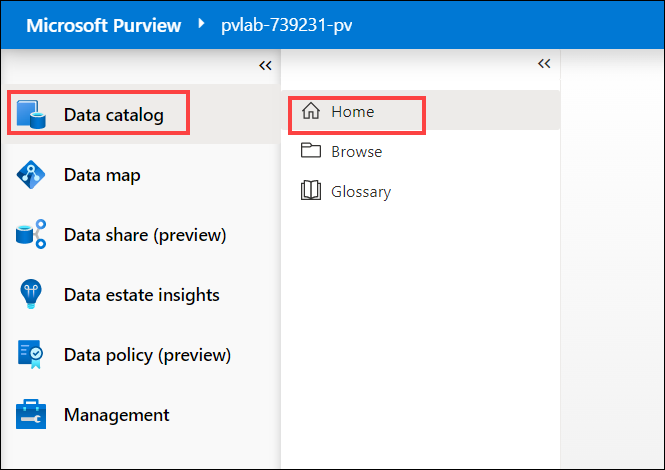 Microsoft Purview pvlab-739231-pv
Data catalog
Data map
Data share (preview)
Data estate insights
Data policy (preview)
Management
Home
Browse
Glossary